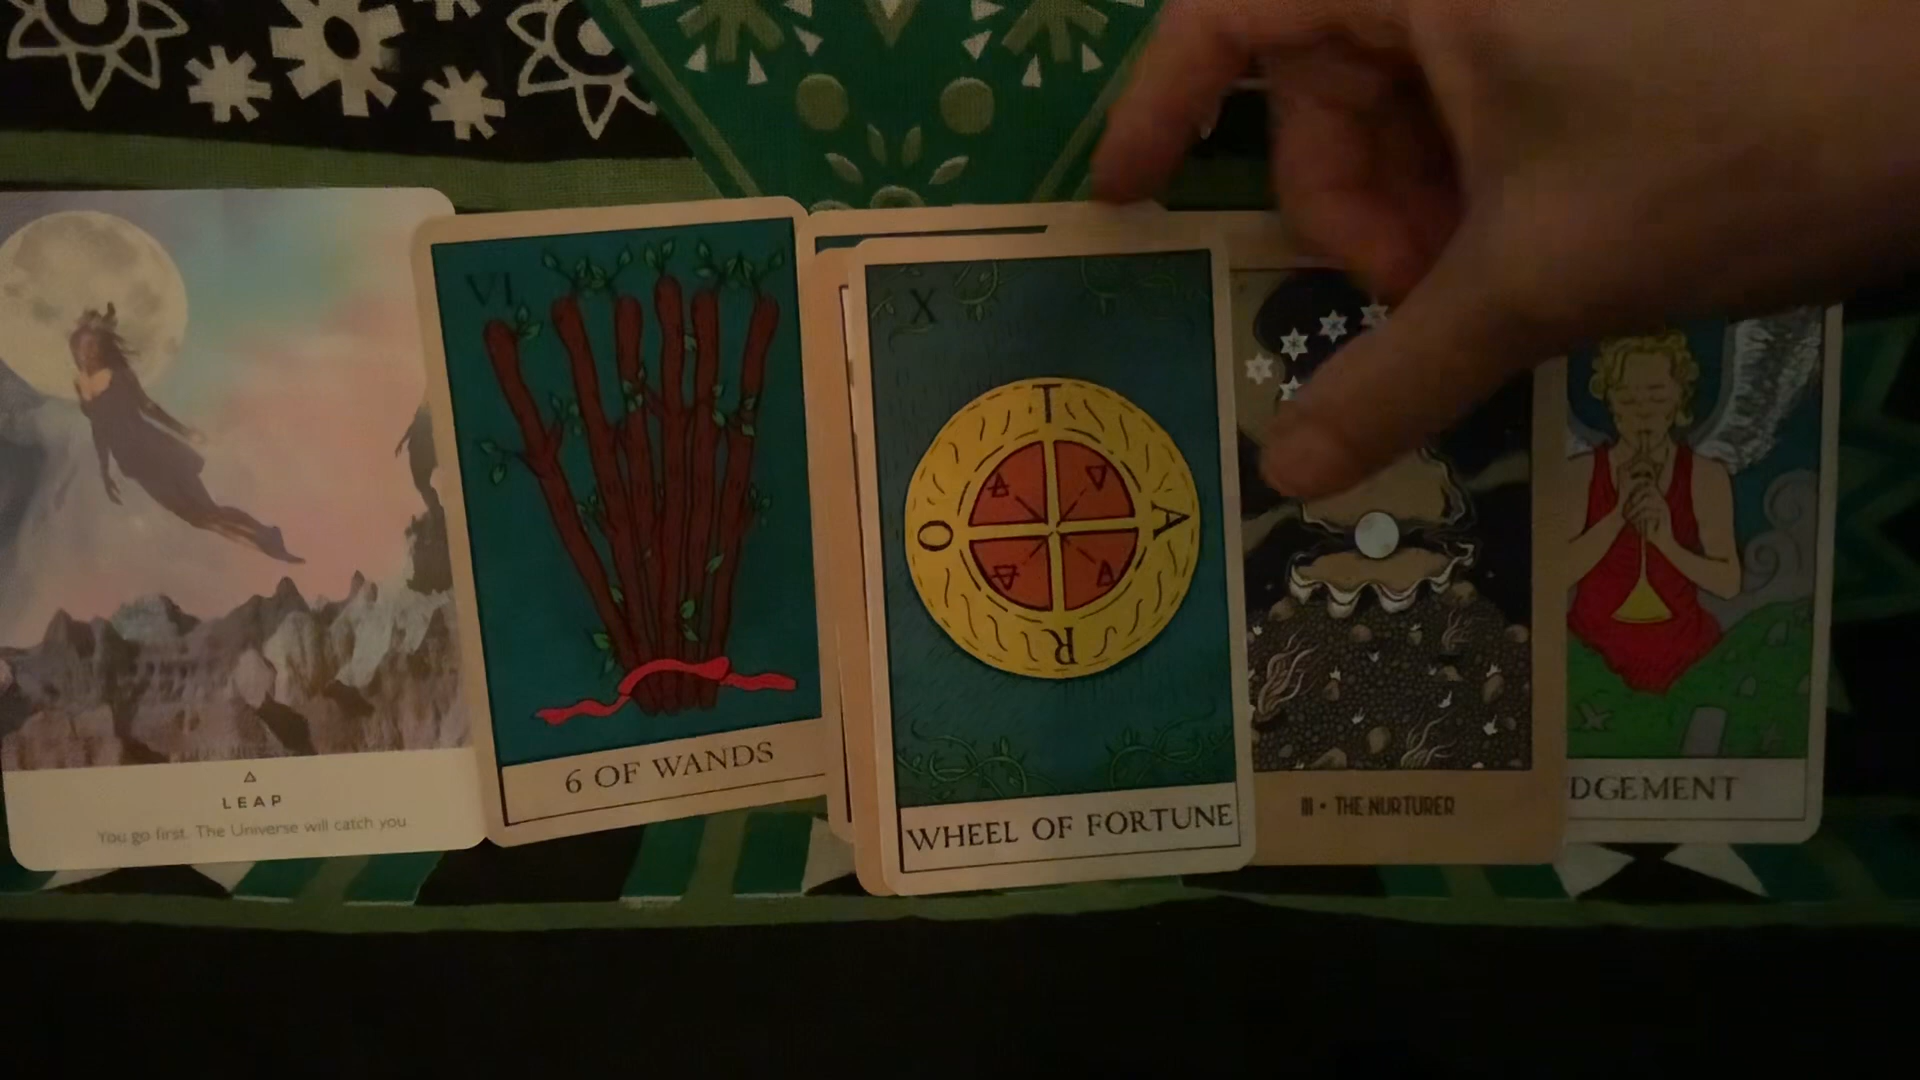 LEAP
You go first. The Universe will catch you.
VI
6 OF WANDS
X
T
A
R
O
WHEEL OF FORTUNE
III • THE NURTURER
DGEMENT